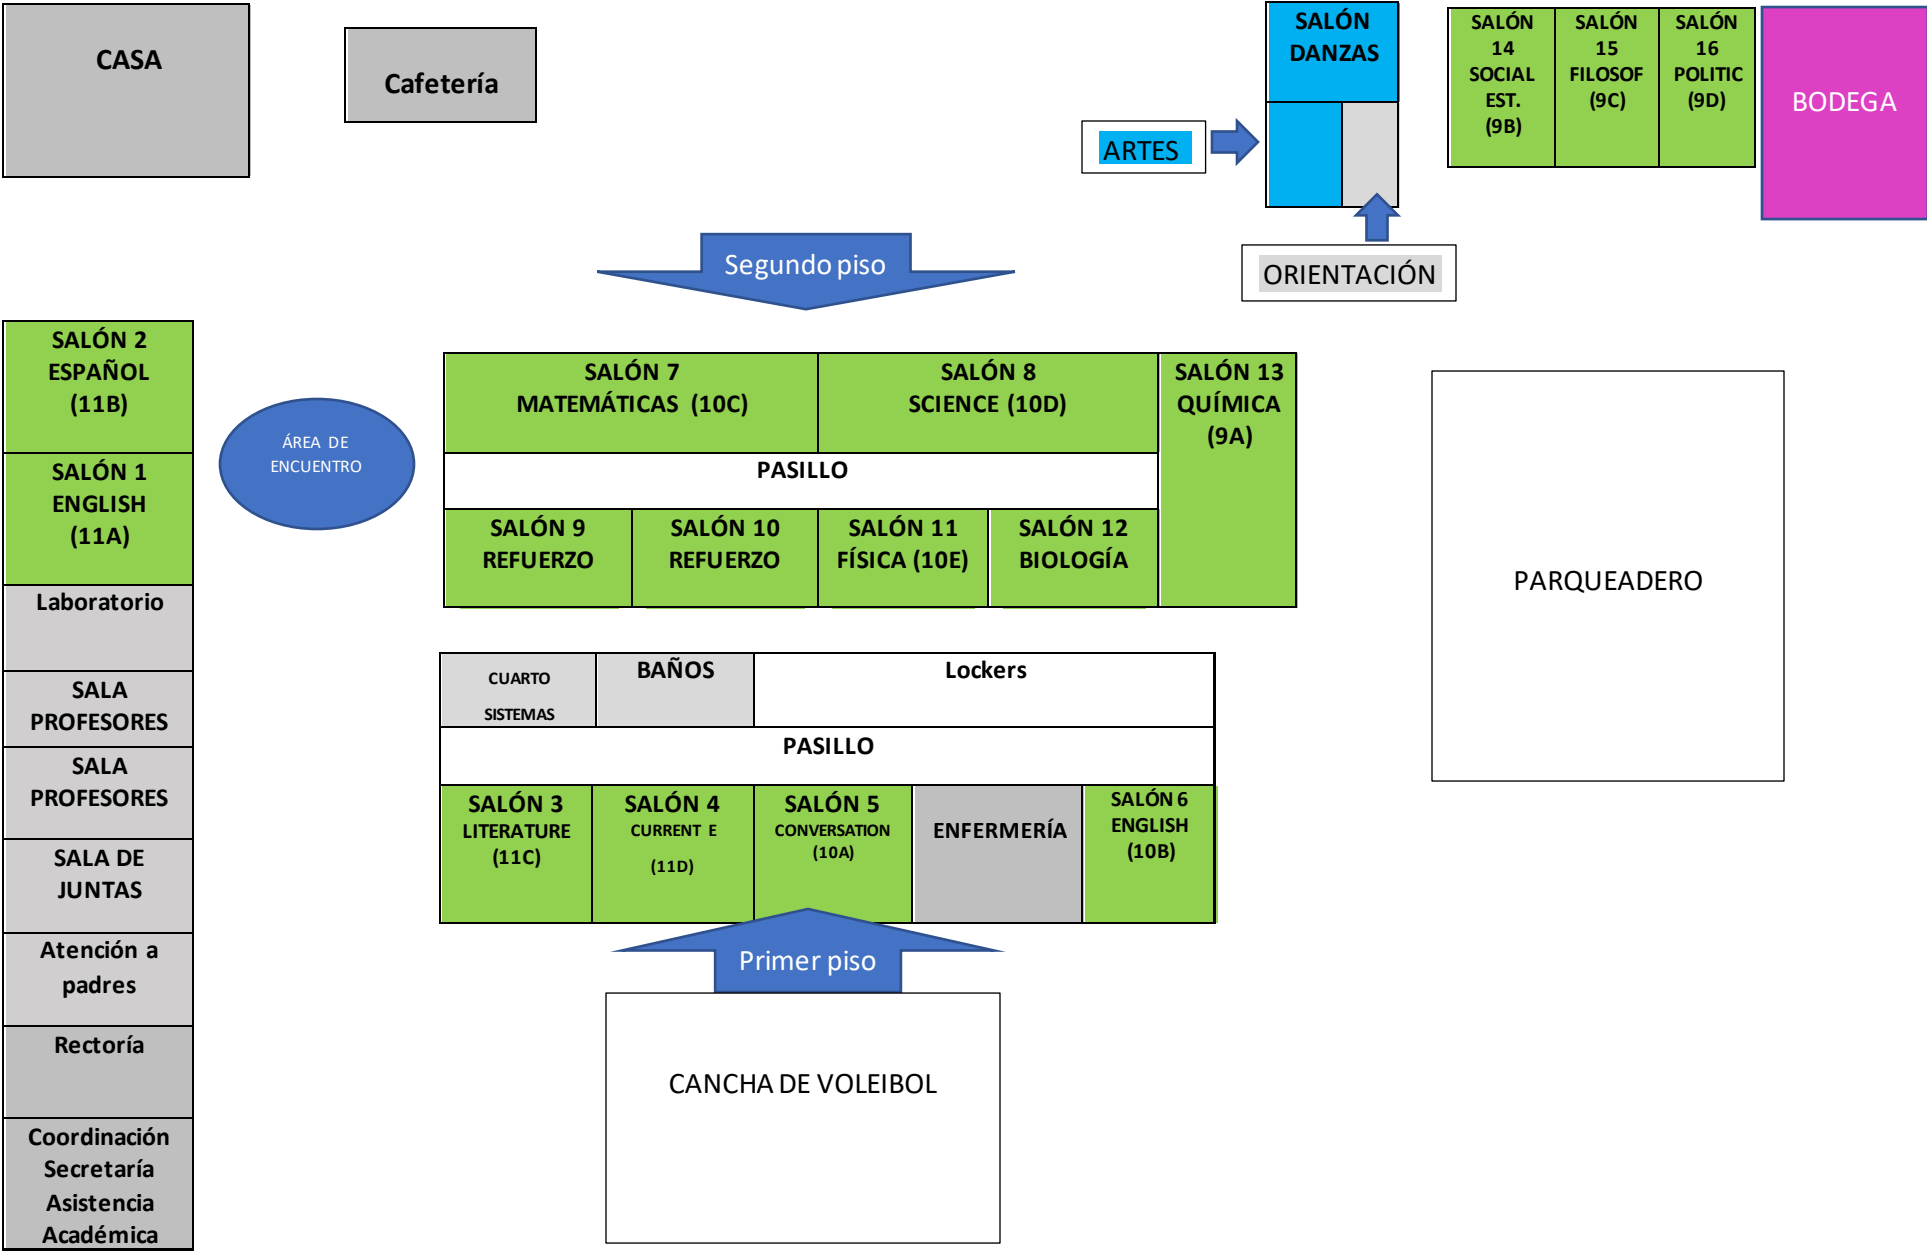 CASA
Cafetería
SALÓN
DANZAS
ARTES
ORIENTACIÓN
SALÓN
14
SOCIAL
EST.
(9B)
SALÓN
15
FILOSOF
(9C)
SALÓN
16
POLITIC
(9D)
BODEGA
Segundo piso
SALÓN 2
ESPAÑOL
(11B)
SALÓN 1
ENGLISH
(11A)
Laboratorio
SALA
PROFESORES
SALA
PROFESORES
SALA DE
JUNTAS
Atención a
padres
Rectoría
Coordinación
Secretaría
Asistencia
Académica
ÁREA DE
ENCUENTRO
SALÓN 7
MATEMÁTICAS (10C)
SALÓN 8
SCIENCE (10D)
SALÓN 13
QUÍMICA
(9A)
PASILLO
SALÓN 9
REFUERZO
SALÓN 10
REFUERZO
SALÓN 11
FÍSICA (10E)
SALÓN 12
BIOLOGÍA
PARQUEADERO
CUARTO
SISTEMAS
BAÑOS
Lockers
PASILLO
SALÓN 3
LITERATURE
(11C)
SALÓN 4
CURRENT E
(11D)
SALÓN 5
CONVERSATION
(10A)
ENFERMERÍA
SALÓN 6
ENGLISH
(10B)
Primer piso
CANCHA DE VOLEIBOL